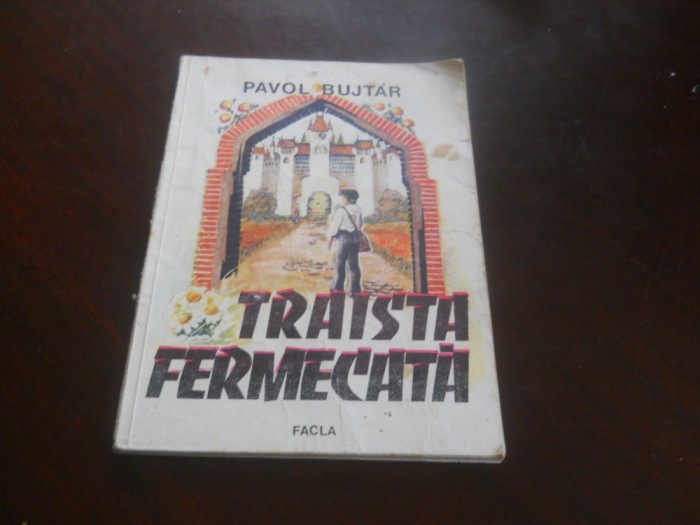 PAVOL BUJTÁR
TRAISTA
FERMECATĂ
FACLA